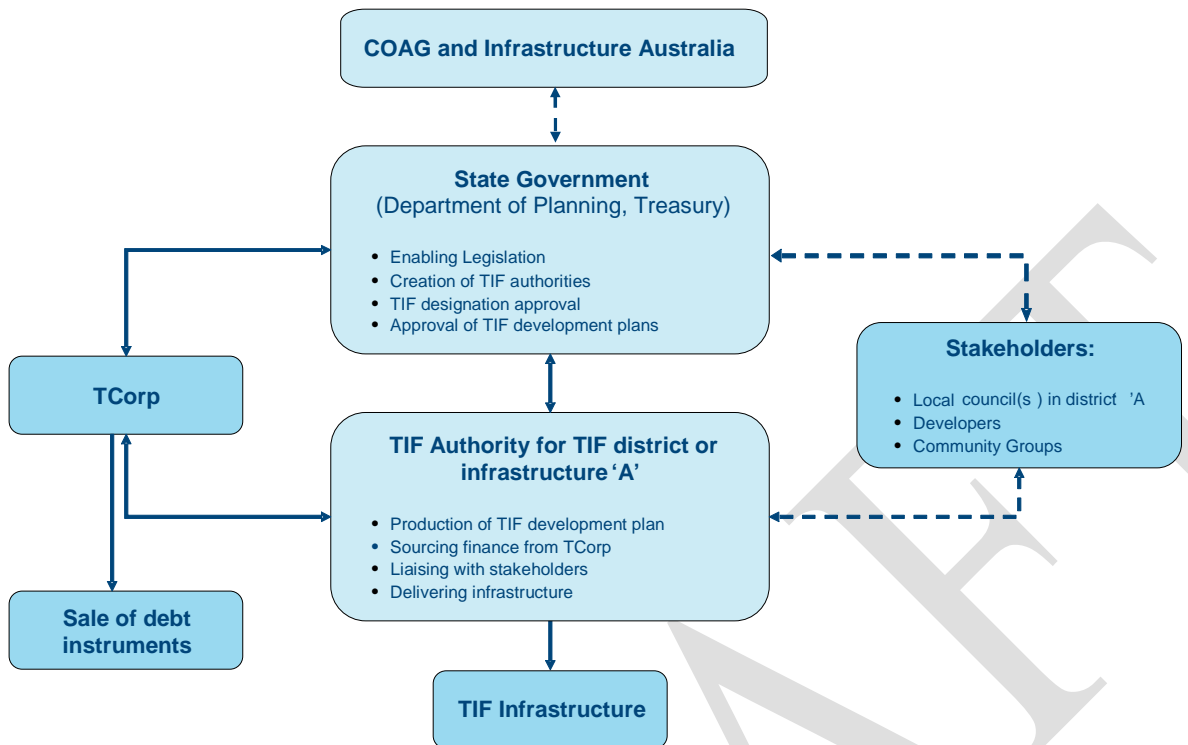 COAG and Infrastructure Australia
State Government
(Department of Planning, Treasury)
• Enabling Legislation
• Creation of TIF authorities
• TIF designation approval
• Approval of TIF development plans
TCorp
Stakeholders:
• Local council(s ) in district 'A
• Developers
• Community Groups
TIF Authority for TIF district or
infrastructure 'A'
• Production of TIF development plan
• Sourcing finance from TCorp
• Liaising with stakeholders
• Delivering infrastructure
Sale of debt
instruments
TIF Infrastructure